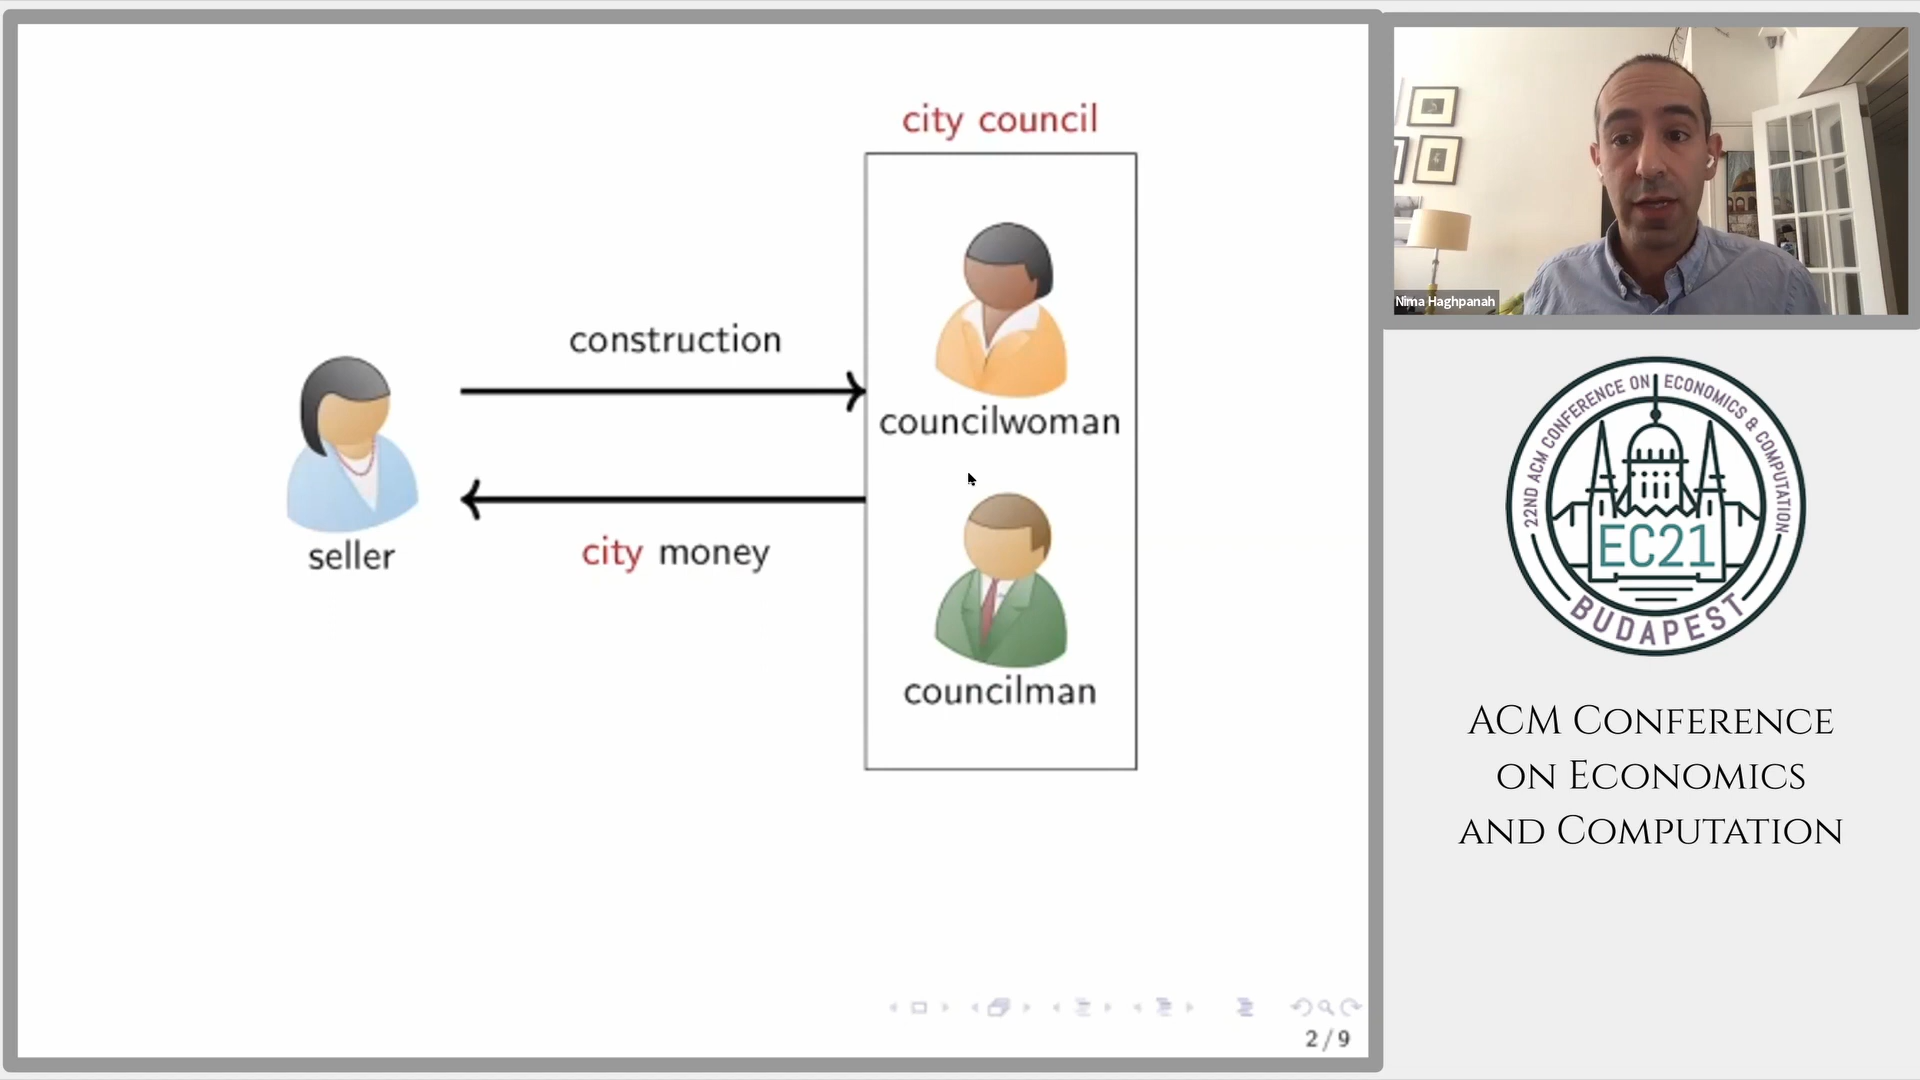 city council
construction
councilwoman
seller
city money
councilman
2 / 9
Nima Haghpanah
22ND ACM CONFERENCE ON ECONOMICS & COMPUTATION
EC21
BUDAPEST
ACM Conference
on Economics
and Computation